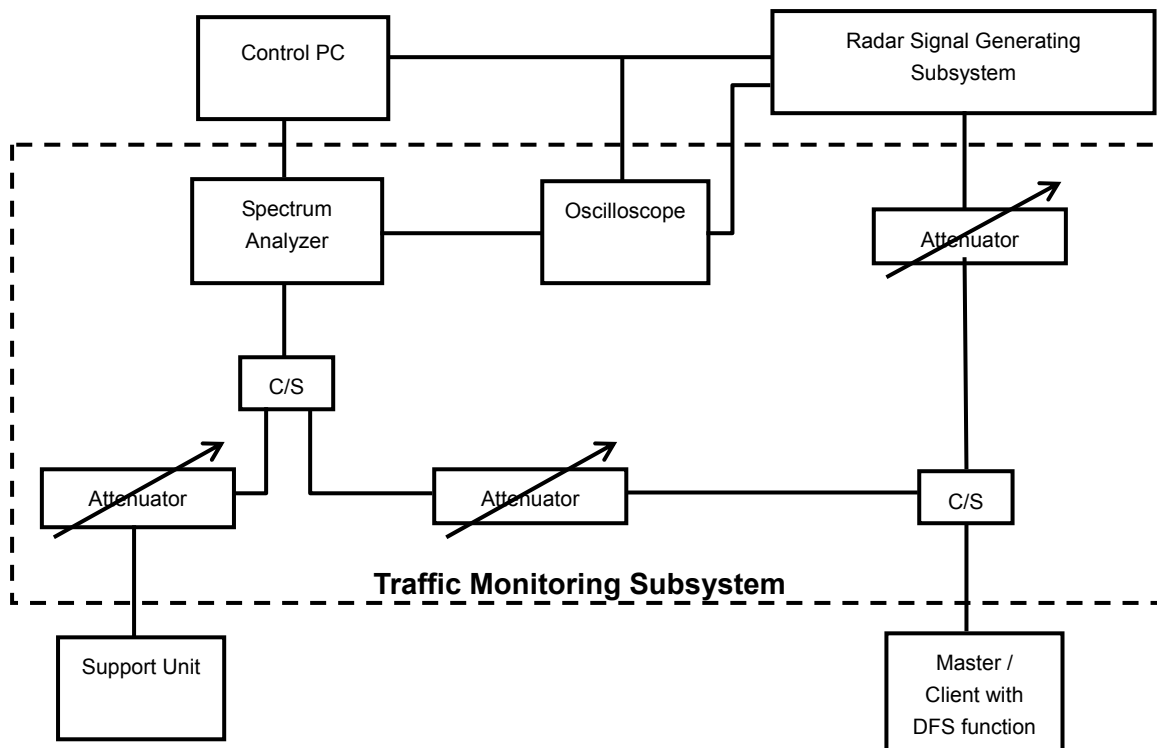 Control PC
Radar Signal Generating
Subsystem
Spectrum
Analyzer
Oscilloscope
Attenuator
C/S
Attenuator
Attenuator
C/S
Traffic Monitoring Subsystem
Support Unit
Master /
Client with
DFS function